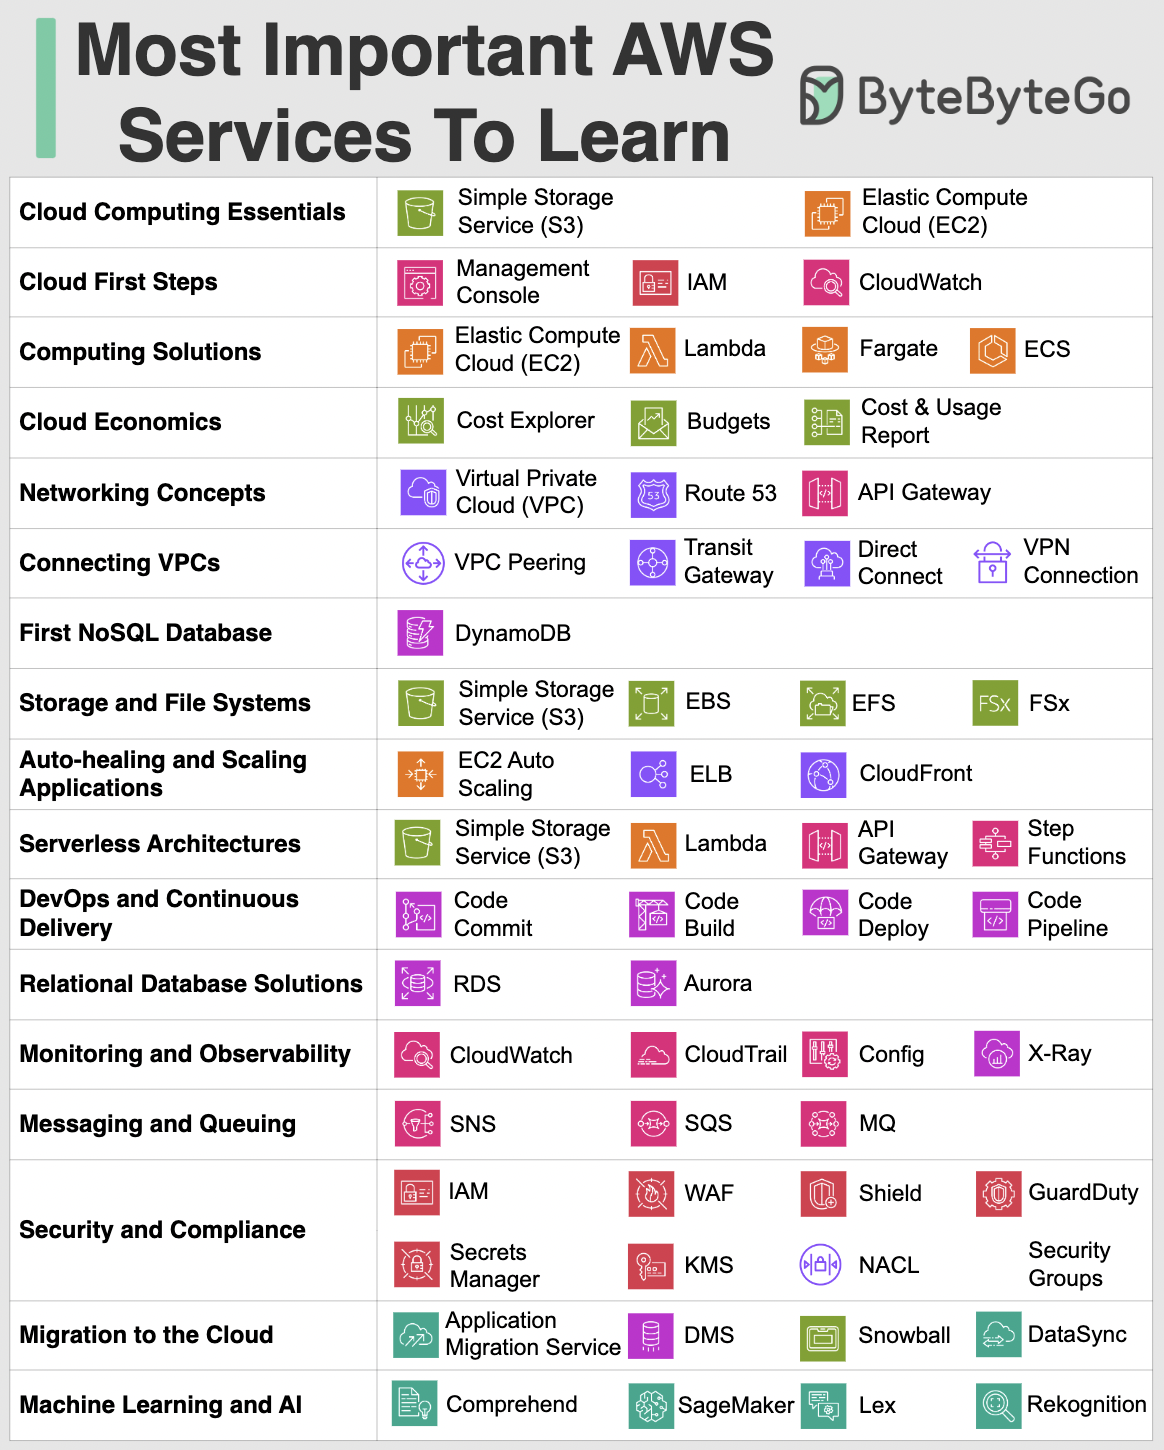 Most Important AWS
Services To Learn
ByteByteGo
Cloud Computing Essentials
Simple Storage
Service (S3)
Elastic Compute
Cloud (EC2)
Cloud First Steps
Management
Console
IAM
CloudWatch
Computing Solutions
Elastic Compute
Cloud (EC2)
Lambda
Fargate
ECS
Cloud Economics
Cost Explorer
Budgets
Cost & Usage
Report
Networking Concepts
Virtual Private
Cloud (VPC)
53
Route 53
API Gateway
Connecting VPCs
VPC Peering
Transit
Gateway
Direct
Connect
VPN
Connection
First NoSQL Database
DynamoDB
Storage and File Systems
Simple Storage
Service (S3)
EBS
EFS
FSx
FSx
Auto-healing and Scaling
Applications
EC2 Auto
Scaling
ELB
CloudFront
Serverless Architectures
Simple Storage
Service (S3)
Lambda
API
Gateway
Step
Functions
DevOps and Continuous
Delivery
Code
Commit
Code
Build
Code
Deploy
Code
Pipeline
Relational Database Solutions
RDS
Aurora
Monitoring and Observability
CloudWatch
CloudTrail
Config
X-Ray
Messaging and Queuing
SNS
SQS
MQ
Security and Compliance
IAM
WAF
Shield
GuardDuty
Secrets
Manager
KMS
NACL
Security
Groups
Migration to the Cloud
Application
Migration Service
DMS
Snowball
DataSync
Machine Learning and AI
Comprehend
SageMaker
Lex
Rekognition